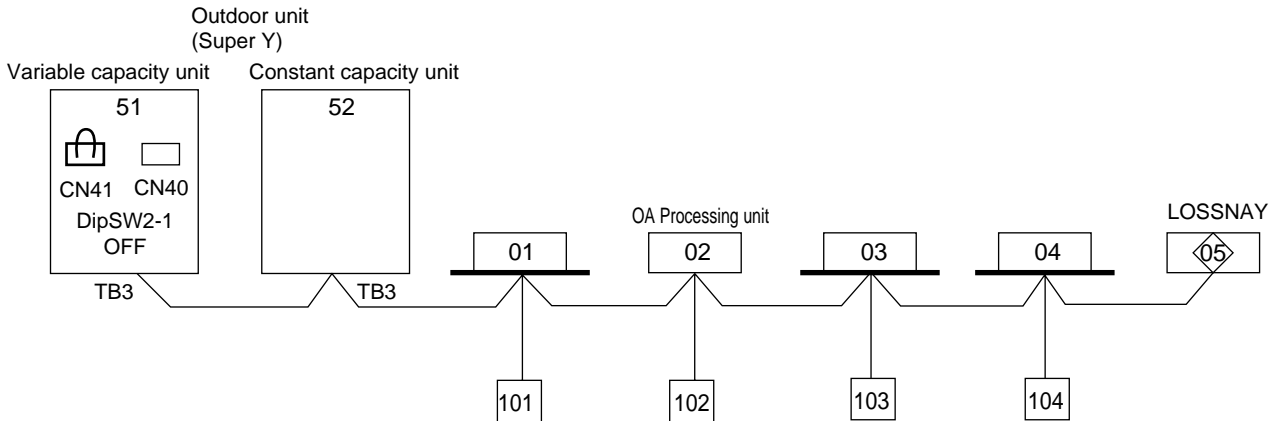 Outdoor unit
(Super Y)
Variable capacity unit
Constant capacity unit
51
52
CN41
CN40
DipSW2-1
OFF
TB3
TB3
OA Processing unit
LOSSNAY
01
02
03
04
05
101
102
103
104